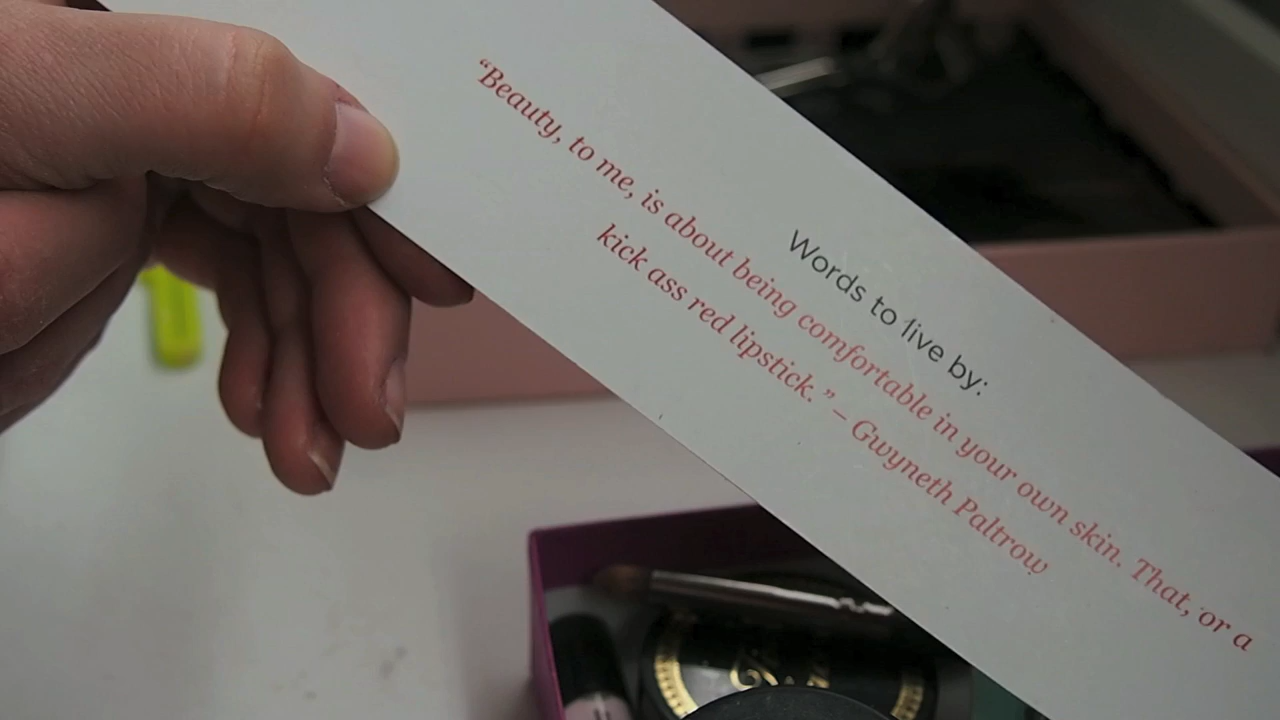 Words to live by:
“Beauty, to me, is about being comfortable in your own skin. That, or a
kick ass red lipstick.” – Gwyneth Paltrow